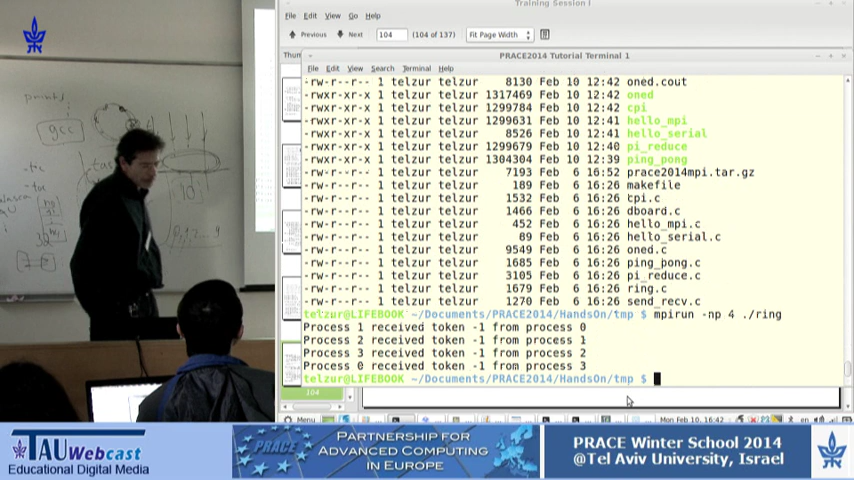 Training Session I
File Edit View Go Help
Previous Next 104 (104 of 137) Fit Page Width
Thum
PRACE2014 Tutorial Terminal 1
File Edit View Search Terminal Help
-rw-r--r-- 1 telzur telzur 8130 Feb 10 12:42 oned.cout
-rwxr-xr-x 1 telzur telzur 1317469 Feb 10 12:42 oned
-rwxr-xr-x 1 telzur telzur 1299784 Feb 10 12:42 cpi
-rwxr-xr-x 1 telzur telzur 1299631 Feb 10 12:41 hello_mpi
-rwxr-xr-x 1 telzur telzur 8526 Feb 10 12:41 hello_serial
-rwxr-xr-x 1 telzur telzur 1299679 Feb 10 12:40 pi_reduce
-rwxr-xr-x 1 telzur telzur 1304304 Feb 10 12:39 ping_pong
-rw-r--r-- 1 telzur telzur 7193 Feb 6 16:52 prace2014mpi.tar.gz
-rw-r--r-- 1 telzur telzur 189 Feb 6 16:26 makefile
-rw-r--r-- 1 telzur telzur 1532 Feb 6 16:26 cpi.c
-rw-r--r-- 1 telzur telzur 1466 Feb 6 16:26 dboard.c
-rw-r--r-- 1 telzur telzur 452 Feb 6 16:26 hello_mpi.c
-rw-r--r-- 1 telzur telzur 89 Feb 6 16:26 hello_serial.c
-rw-r--r-- 1 telzur telzur 9549 Feb 6 16:26 oned.c
-rw-r--r-- 1 telzur telzur 1685 Feb 6 16:26 ping_pong.c
-rw-r--r-- 1 telzur telzur 3105 Feb 6 16:26 pi_reduce.c
-rw-r--r-- 1 telzur telzur 1679 Feb 6 16:26 ring.c
-rw-r--r-- 1 telzur telzur 1270 Feb 6 16:26 send_recv.c
telzur@LIFEBOOK ~/Documents/PRACE2014/HandsOn/tmp $ mpirun -np 4 ./ring
Process 1 received token -1 from process 0
Process 2 received token -1 from process 1
Process 3 received token -1 from process 2
Process 0 received token -1 from process 3
telzur@LIFEBOOK ~/Documents/PRACE2014/HandsOn/tmp $
104
Menu
Mon Feb 10, 16:42
gcc
TAU Webcast
Educational Digital Media
PRACE
PARTNERSHIP FOR
ADVANCED COMPUTING
IN EUROPE
PRACE Winter School 2014
@Tel Aviv University, Israel